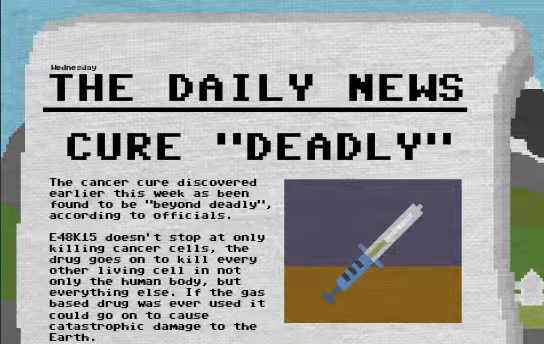 Wednesday
THE DAILY NEWS
CURE "DEADLY"
The cancer cure discovered
earlier this week as been
found to be "beyond deadly",
according to officials.
E48K15 doesn't stop at only
killing cancer cells, the
drug goes on to kill every
other living cell in not
only the human body, but
everything else. If the gas
based drug was ever used it
could go on to cause
catastrophic damage to the
Earth.